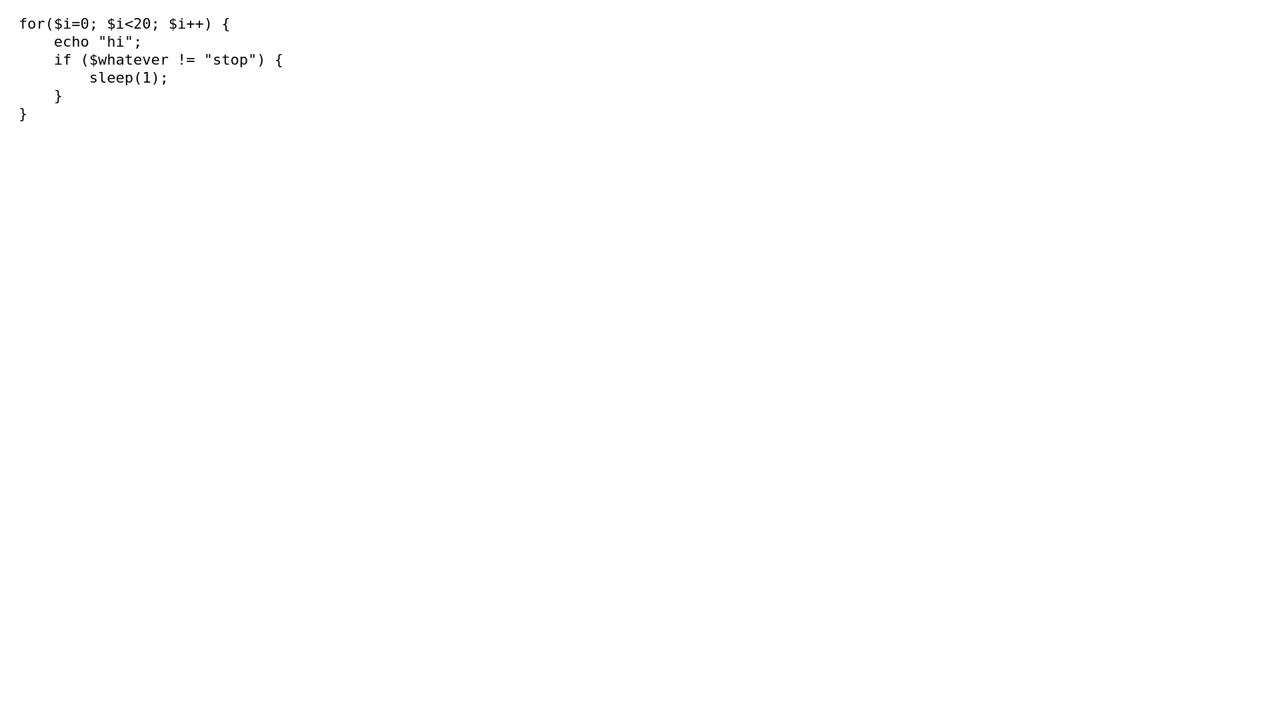 for($i=0; $i<20; $i++) {
    echo "hi";
    if ($whatever != "stop") {
        sleep(1);
    }
}